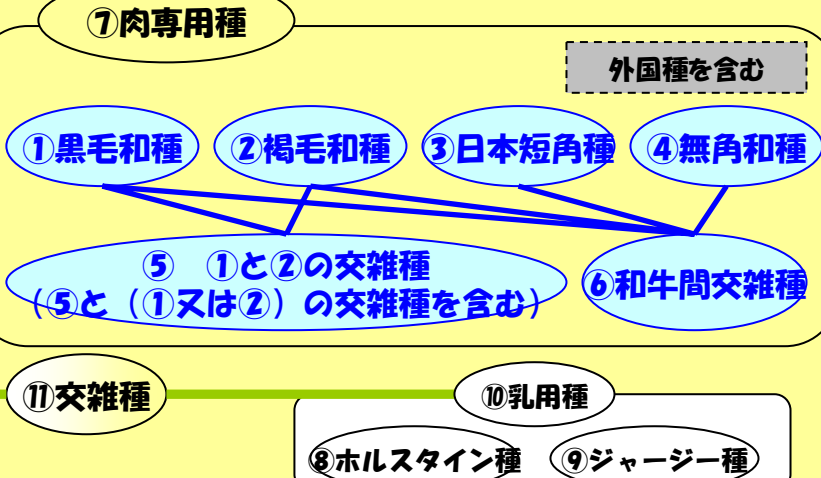 ⑦肉専用種
外国種を含む
①黒毛和種
②褐毛和種
③日本短角種
④無角和種
⑤ ①と②の交雑種
(⑤と(①又は②)の交雑種を含む)
⑥和牛間交雑種
⑪交雑種
⑩乳用種
⑧ホルスタイン種
⑨ジャージー種